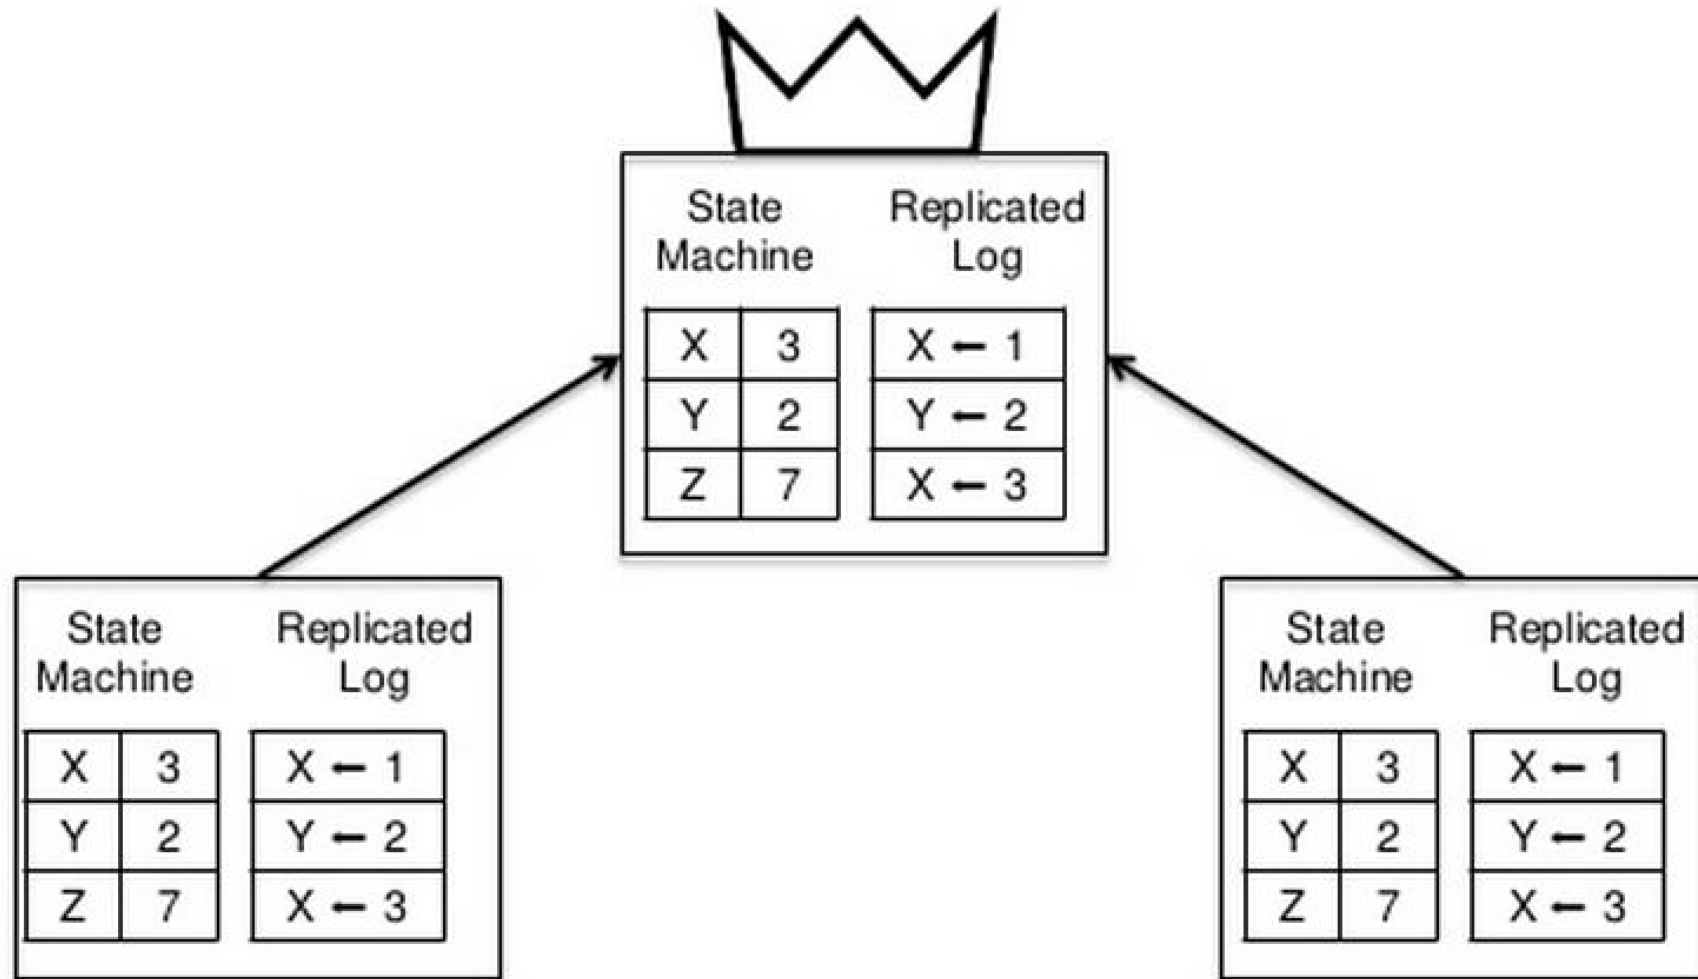 State Machine
Replicated Log
X 3
Y 2
Z 7
X ← 1
Y ← 2
X ← 3
State Machine
Replicated Log
X 3
Y 2
Z 7
X ← 1
Y ← 2
X ← 3
State Machine
Replicated Log
X 3
Y 2
Z 7
X ← 1
Y ← 2
X ← 3